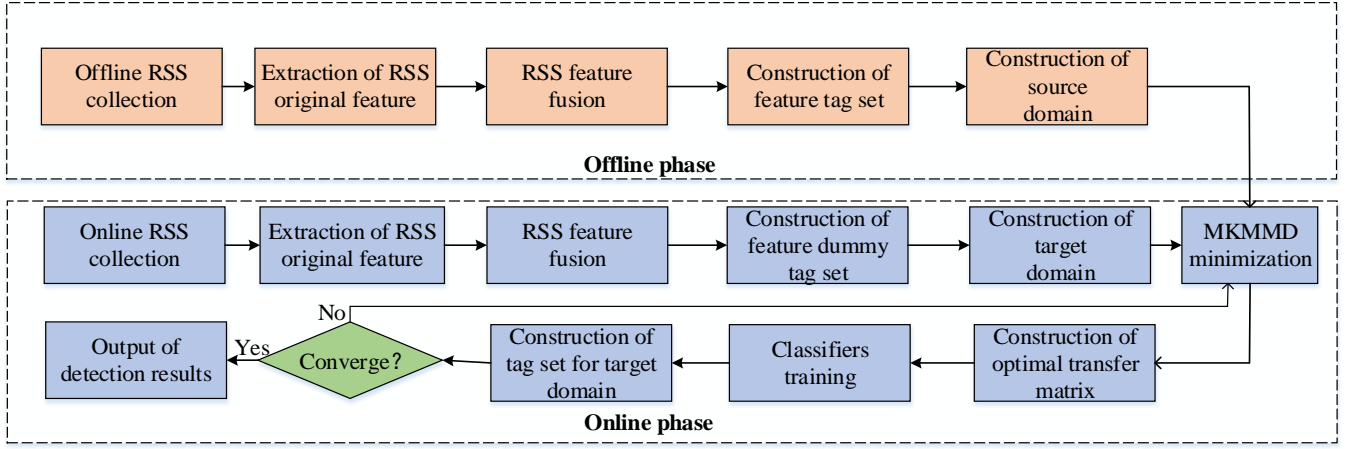 Offline RSS
collection
Extraction of RSS
original feature
RSS feature
fusion
Construction of
feature tag set
Construction of
source
domain
Offline phase
Online RSS
collection
Extraction of RSS
original feature
RSS feature
fusion
Construction of
feature dummy
tag set
Construction of
target
domain
MKMMD
minimization
No
Output of
detection results
Yes
Converge?
Construction of
tag set for target
domain
Classifiers
training
Construction of
optimal transfer
matrix
Online phase